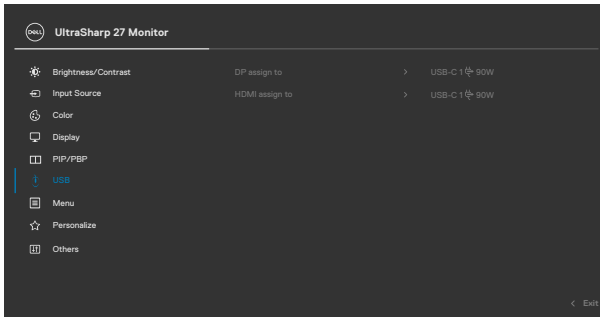 DELL UltraSharp 27 Monitor
Brightness/Contrast DP assign to > USB-C 1 90W
Input Source HDMI assign to > USB-C 1 90W
Color
Display
PIP/PBP
USB
Menu
Personalize
Others
< Exit